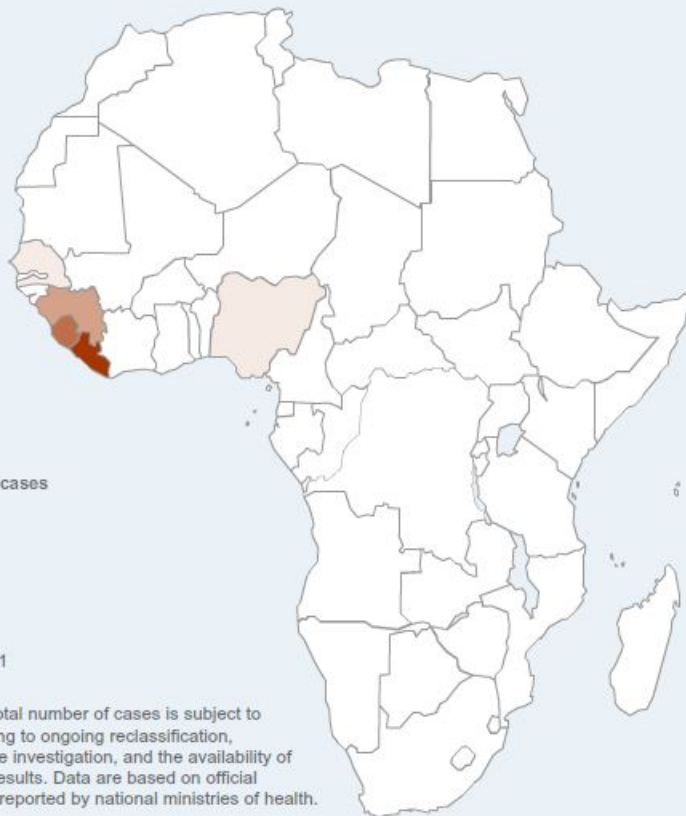 cases
1
otal number of cases is subject to
ng to ongoing reclassification,
e investigation, and the availability of
esults. Data are based on official
reported by national ministries of health.